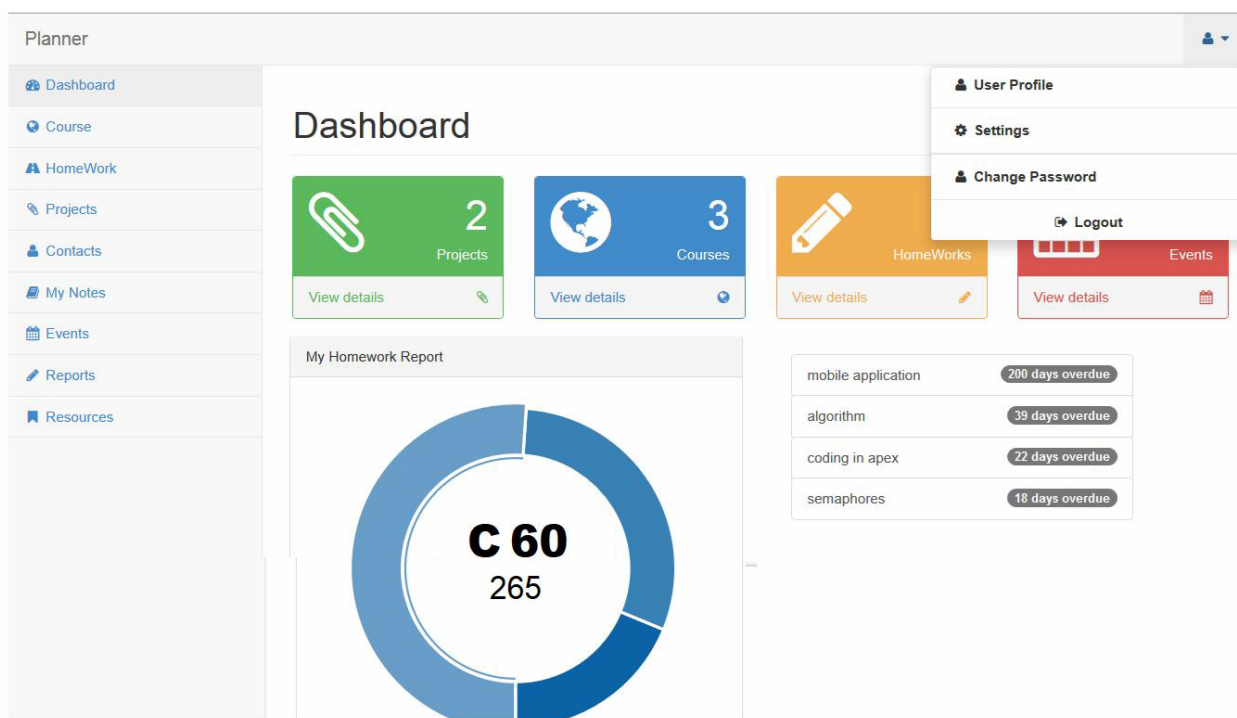 Planner
Dashboard
Course
HomeWork
Projects
Contacts
My Notes
Events
Reports
Resources
User Profile
Settings
Change Password
Logout
Dashboard
2
Projects
View details
3
Courses
View details
HomeWorks
View details
Events
View details
My Homework Report
C 60
265
mobile application 200 days overdue
algorithm 39 days overdue
coding in apex 22 days overdue
semaphores 18 days overdue